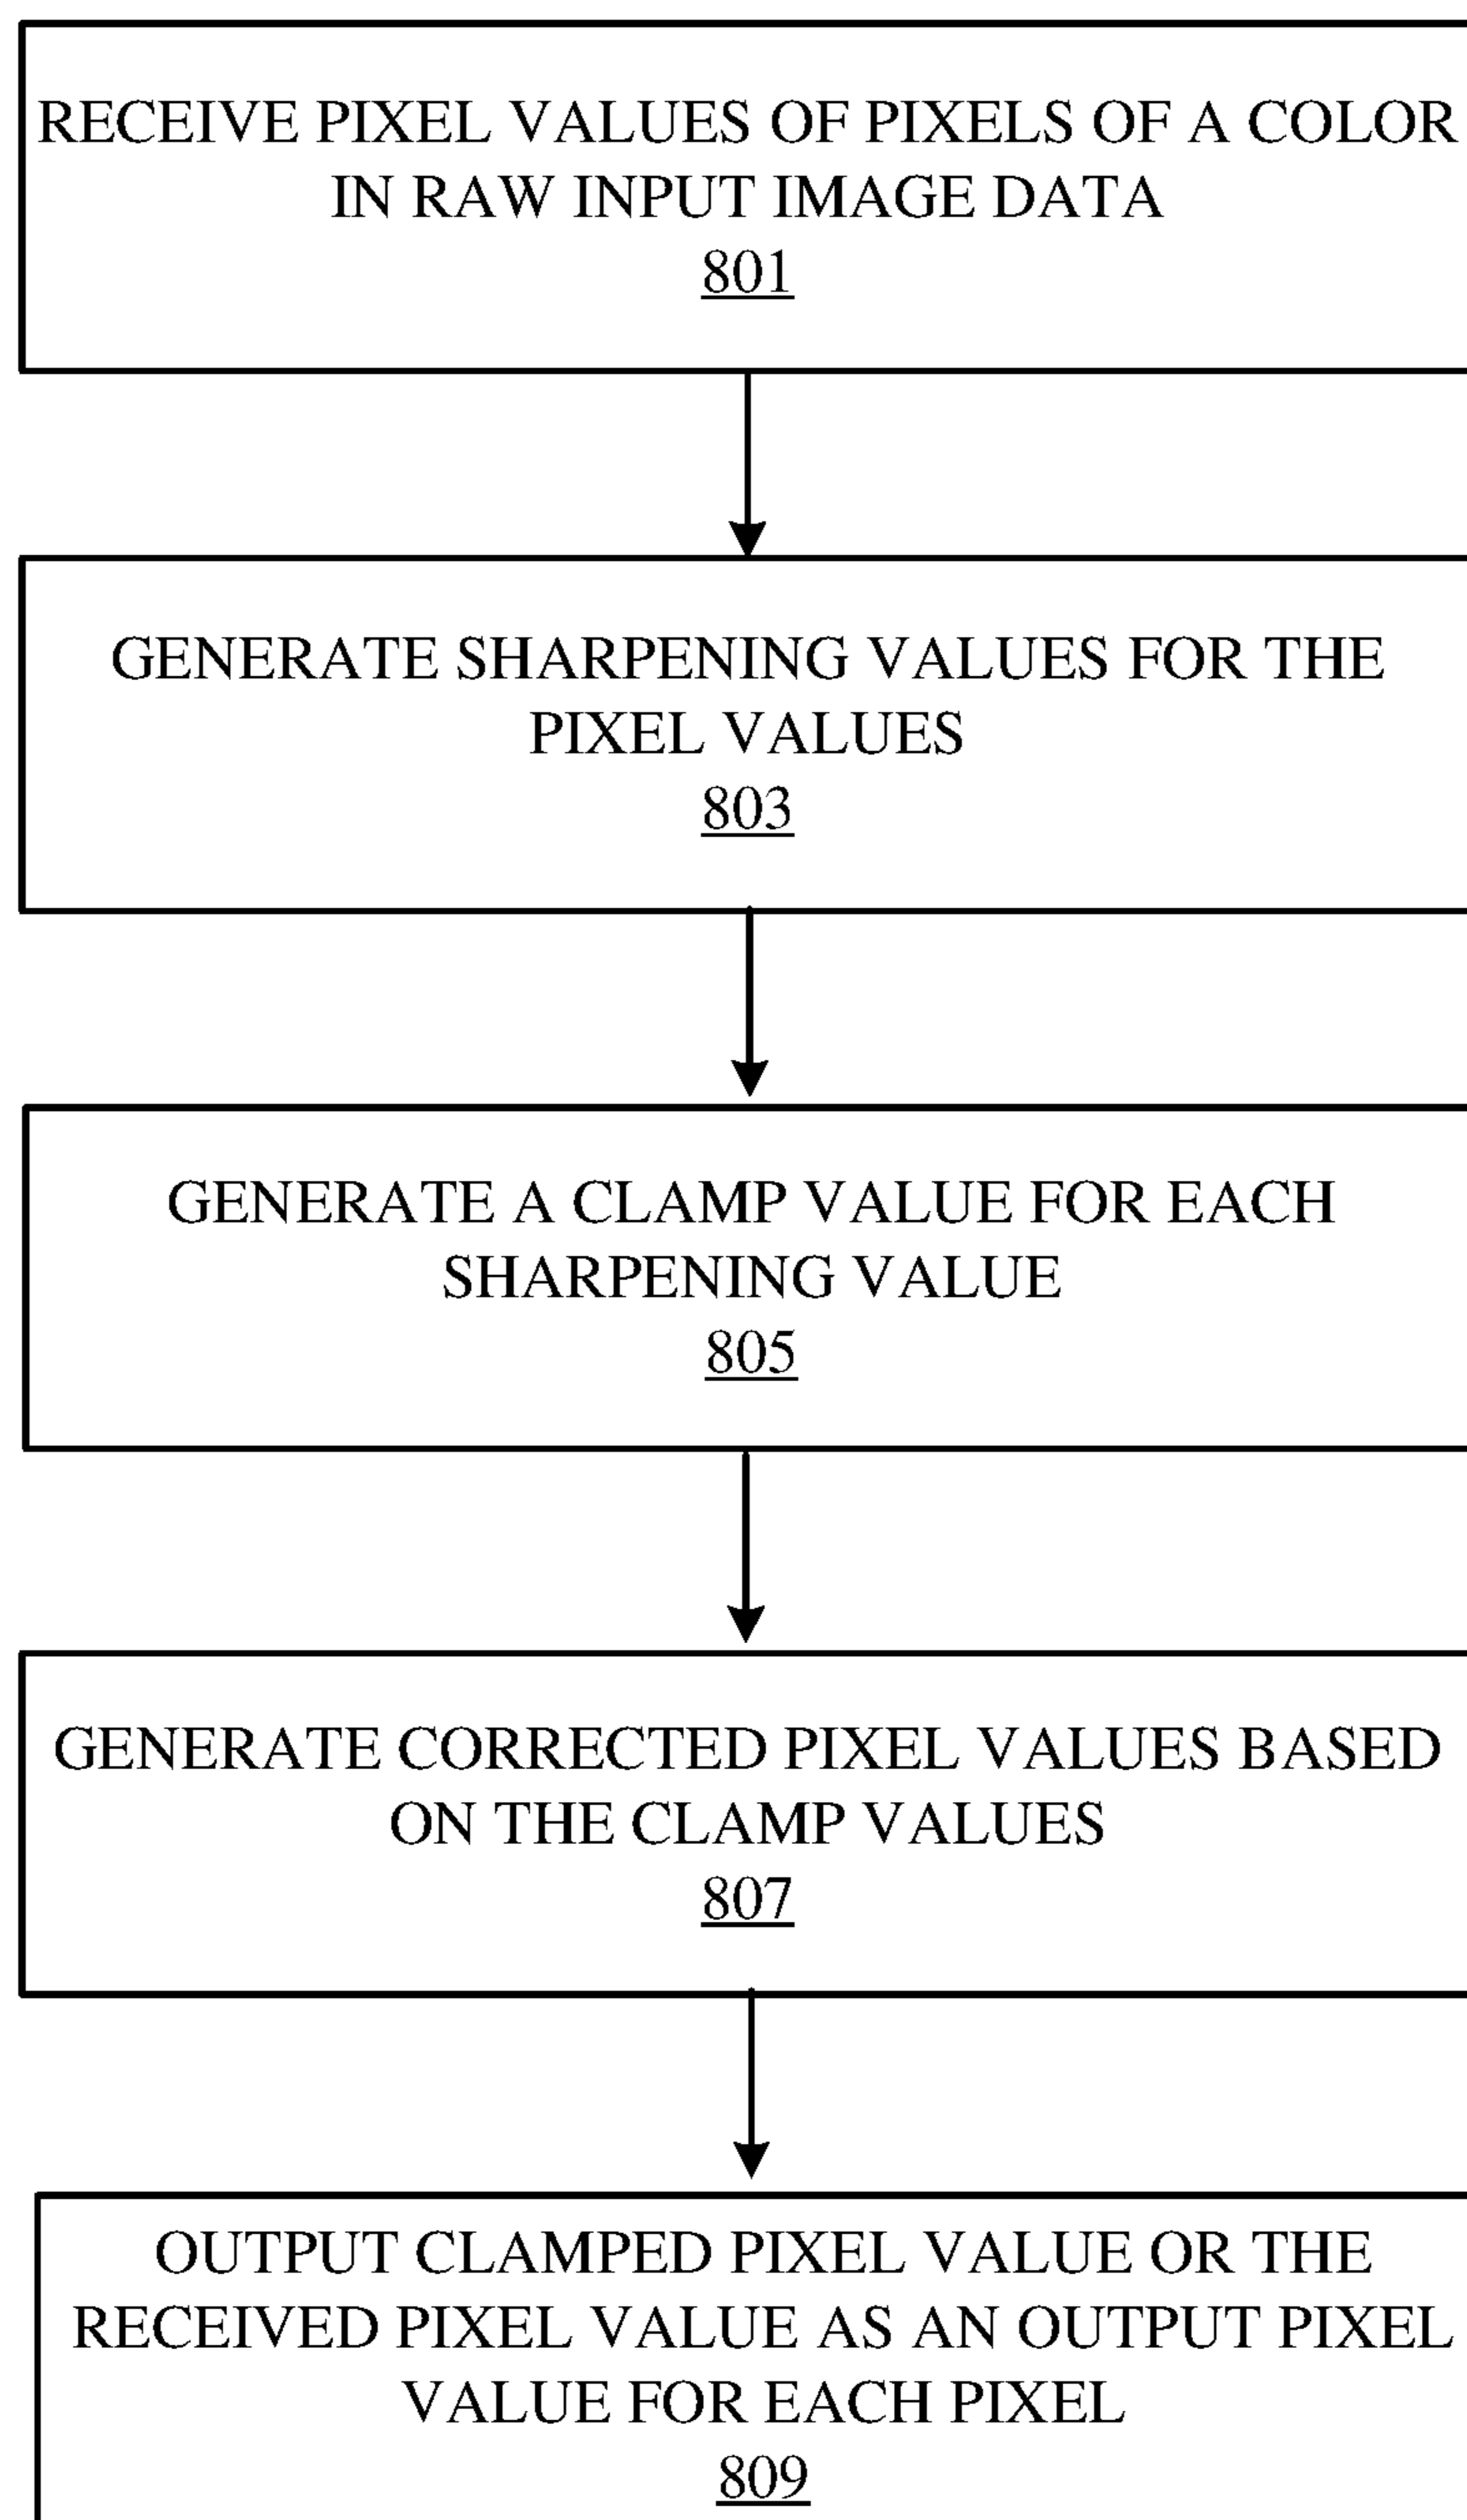 RECEIVE PIXEL VALUES OF PIXELS OF A COLOR
IN RAW INPUT IMAGE DATA
801
GENERATE SHARPENING VALUES FOR THE
PIXEL VALUES
803
GENERATE A CLAMP VALUE FOR EACH
SHARPENING VALUE
805
GENERATE CORRECTED PIXEL VALUES BASED
ON THE CLAMP VALUES
807
OUTPUT CLAMPED PIXEL VALUE OR THE
RECEIVED PIXEL VALUE AS AN OUTPUT PIXEL
VALUE FOR EACH PIXEL
809